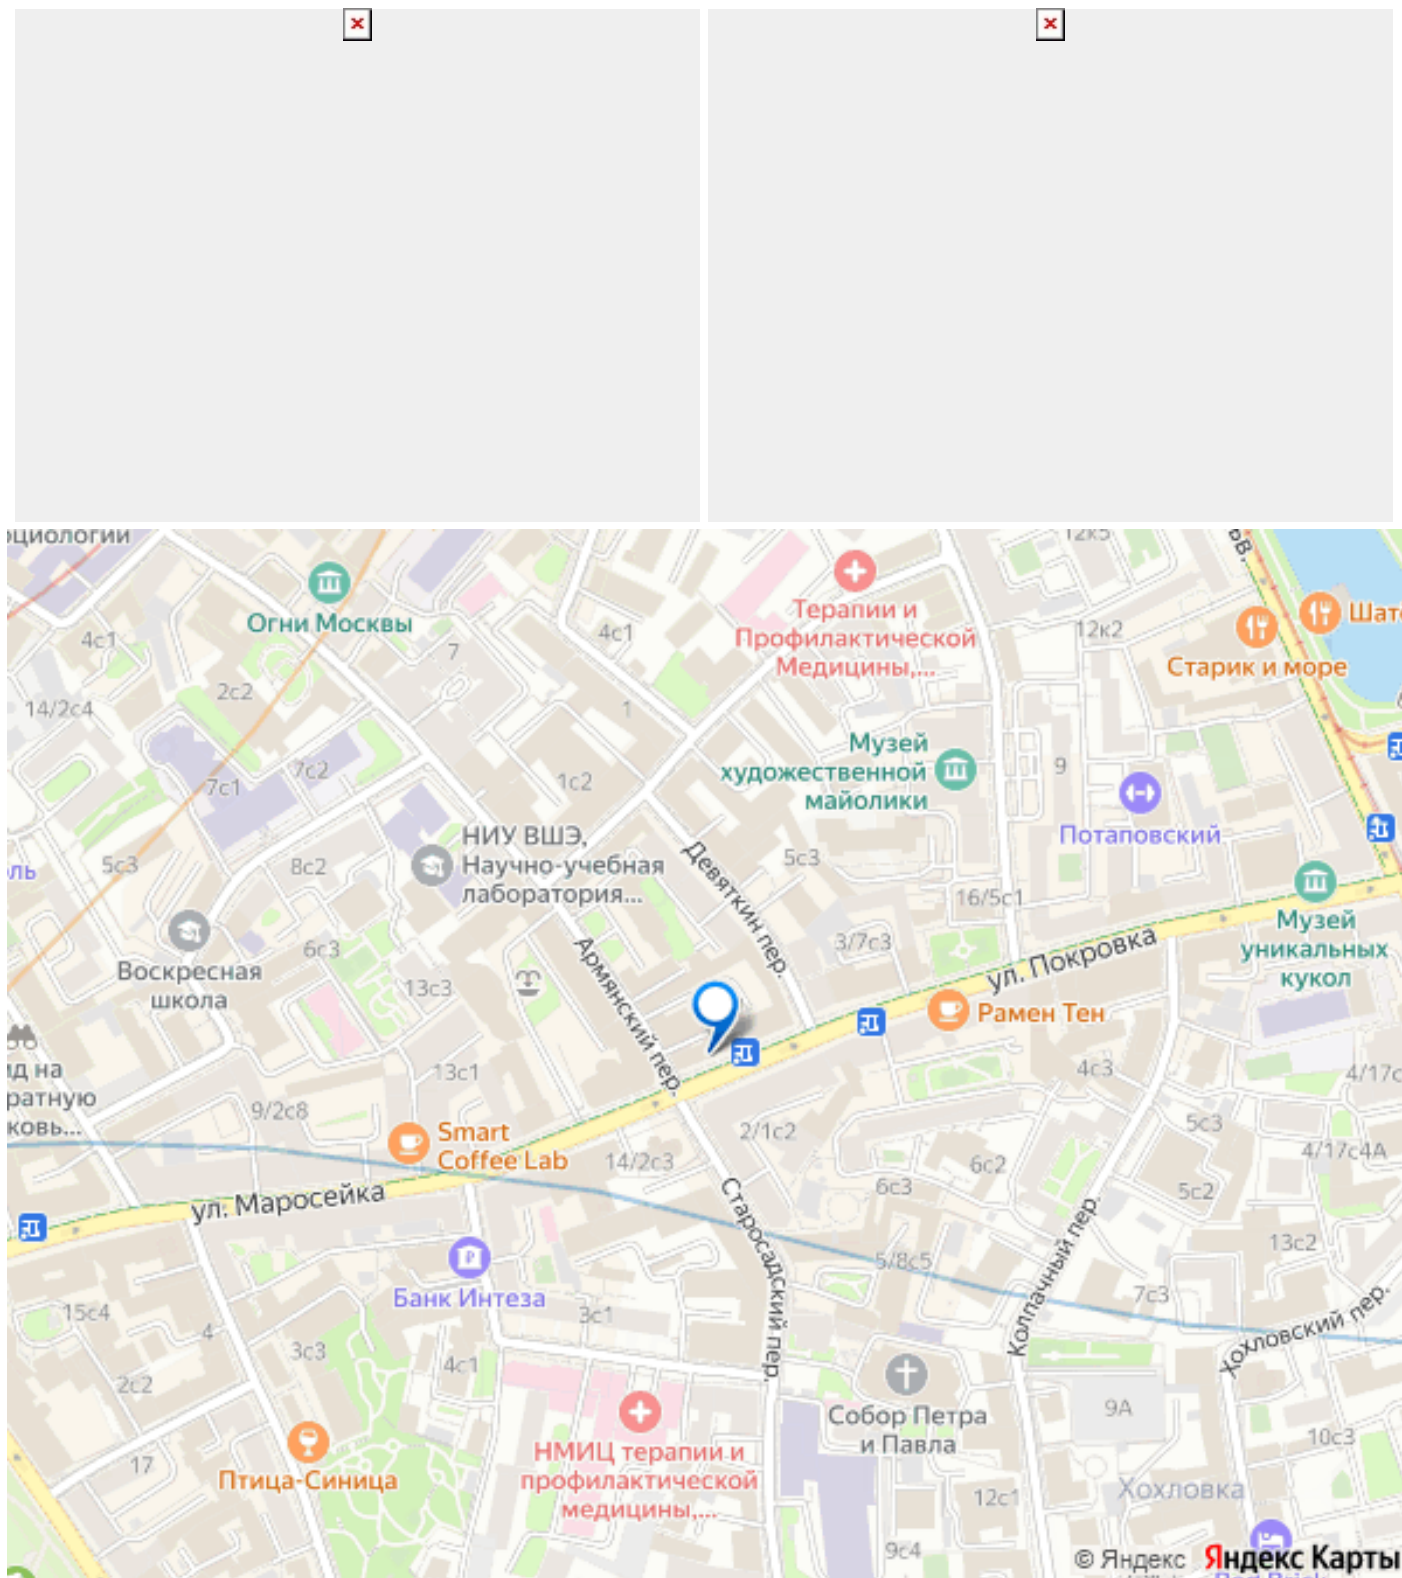 12к5
Огни Москвы
4с1
4с1
7
Терапии и
Профилактической
Медицины,...
12к2
Шат
Старик и море
2с2
14/2с4
1
7с2
7с1
1с2
Музей
художественной
майолики
9
Потаповский
НИУ ВШЭ,
Научно-учебная
лаборатория...
5с3
8с2
Девяткин пер.
5с3
16/5с1
Музей
уникальных
кукол
Воскресная
школа
6с3
13с3
Армянский пер.
3/7с3
ул. Покровка
Рамен Тен
13с1
9/2с8
4с3
4/17с
Smart
Coffee Lab
14/2с3
2/1с2
5с3
4/17с4А
6с2
6с3
5с2
ул. Маросейка
Старосадский пер.
Колпачный пер.
13с2
5/8с5
Банк Интеза
7с3
Хохловский пер.
15с4
4
3с1
3с3
4с1
2с2
Собор Петра
и Павла
9А
10с3
Птица-Синица
17
НМИЦ терапии и
профилактической
медицины,...
12с1
Хохловка
9с4
© Яндекс Яндекс Карты